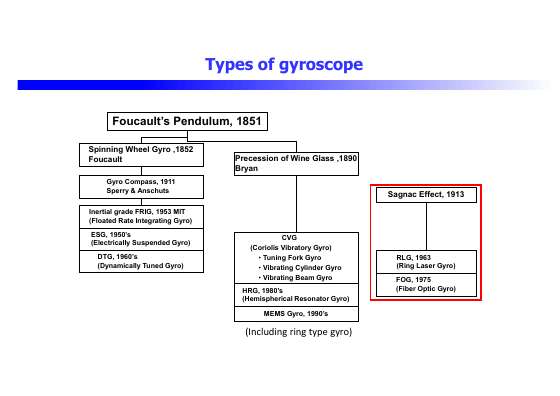 Types of gyroscope
Foucault's Pendulum, 1851
Spinning Wheel Gyro ,1852
Foucault
Gyro Compass, 1911
Sperry & Anschuts
Inertial grade FRIG, 1953 MIT
(Floated Rate Integrating Gyro)
ESG, 1950's
(Electrically Suspended Gyro)
DTG, 1960's
(Dynamically Tuned Gyro)
Precession of Wine Glass ,1890
Bryan
CVG
(Coriolis Vibratory Gyro)
• Tuning Fork Gyro
• Vibrating Cylinder Gyro
• Vibrating Beam Gyro
HRG, 1980's
(Hemispherical Resonator Gyro)
MEMS Gyro, 1990's
(Including ring type gyro)
Sagnac Effect, 1913
RLG, 1963
(Ring Laser Gyro)
FOG, 1975
(Fiber Optic Gyro)